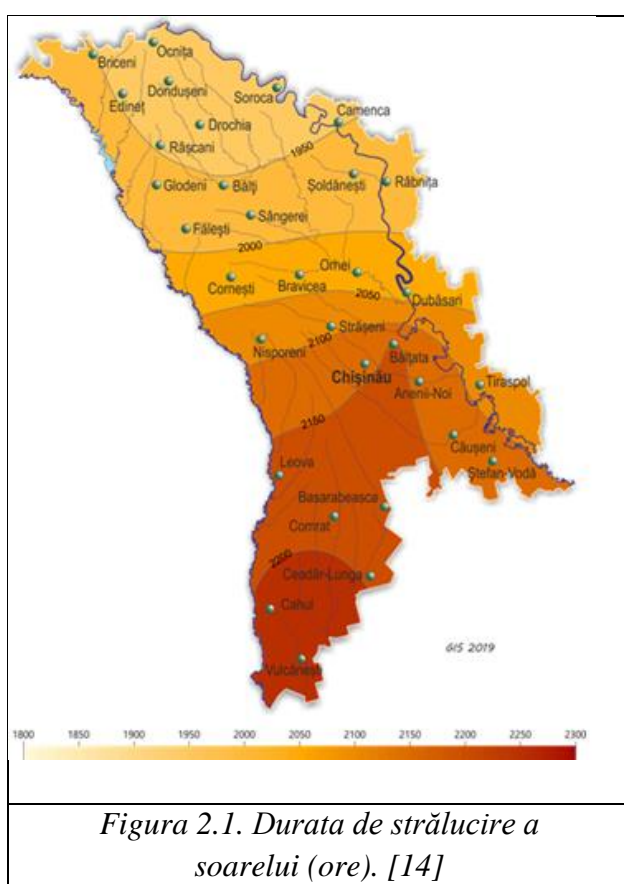 Ocnița
Briceni
Dondușeni
Edineț
Soroca
Camenca
Drochia
Râșcani
1950
Glodeni
Bălți
Șoldănești
Râbnița
Sângerei
Fălești
2000
Orhei
Cornești
Bravicea
2050
Dubăsari
Strășeni
2100
Nisporeni
Bălțata
Chișinău
Anenii-Noi
Tiraspol
2150
Căușeni
Leova
Ștefan-Vodă
Basarabeasca
Comrat
2200
Ceadâr-Lunga
Cahul
GIS 2019
Vulcănești
1800 1850 1900 1950 2000 2050 2100 2150 2200 2250 2300
Figura 2.1. Durata de strălucire a
soarelui (ore). [14]